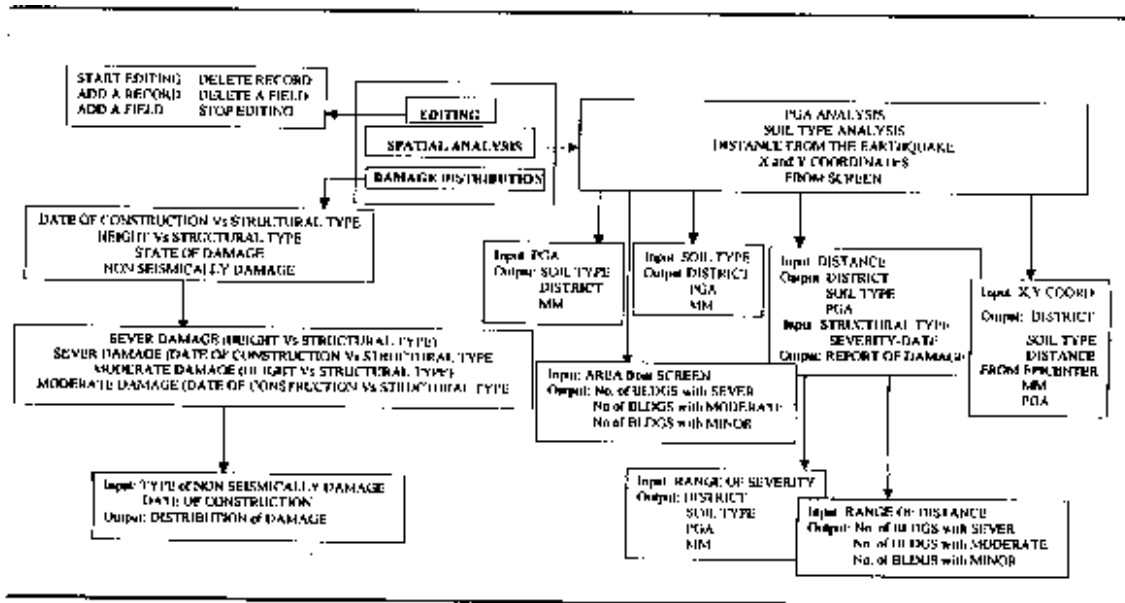 START EDITING DELETE RECORD
ADD A RECORD DELETE A FIELD
ADD A FIELD STOP EDITING
EDITING
SPATIAL ANALYSIS
DAMAGE DISTRIBUTION
PGA ANALYSIS
SOIL TYPE ANALYSIS
DISTANCE FROM THE EARTHQUAKE
X and Y COORDINATES
FROM SCREEN
DATE OF CONSTRUCTION Vs STRUCTURAL TYPE
HEIGHT Vs STRUCTURAL TYPE
STATE OF DAMAGE
NON SEISMICALLY DAMAGE
Input: PGA
Output: SOIL TYPE
DISTRICT
MM
Input: SOIL TYPE
Output DISTRICT
PGA
MM
Input: DISTANCE
Output: DISTRICT
SOIL TYPE
PGA
Input: STRUCTURAL TYPE
SEVERITY-DATE
Output: REPORT OF DAMAGE
Input: X,Y COORD
Output: DISTRICT
SOIL TYPE
DISTANCE
FROM EPICENTER
MM
PGA
SEVER DAMAGE (HEIGHT Vs STRUCTURAL TYPE)
SEVER DAMAGE (DATE OF CONSTRUCTION Vs STRUCTURAL TYPE
MODERATE DAMAGE (HEIGHT Vs STRUCTURAL TYPE)
MODERATE DAMAGE (DATE OF CONSTRUCTION Vs STRUCTURAL TYPE
Input: AREA from SCREEN
Output: No. of BLDGS with SEVER
No of BLDGS with MODERATE
No of BLDGS with MINOR
Input: TYPE of NON SEISMICALLY DAMAGE
DATE OF CONSTRUCTION
Output: DISTRIBUTION of DAMAGE
Input: RANGE OF SEVERITY
Output: DISTRICT
SOIL TYPE
PGA
MM
Input: RANGE OF DISTANCE
Output: No. of BLDGS with SEVER
No. of BLDGS with MODERATE
No. of BLDGS with MINOR